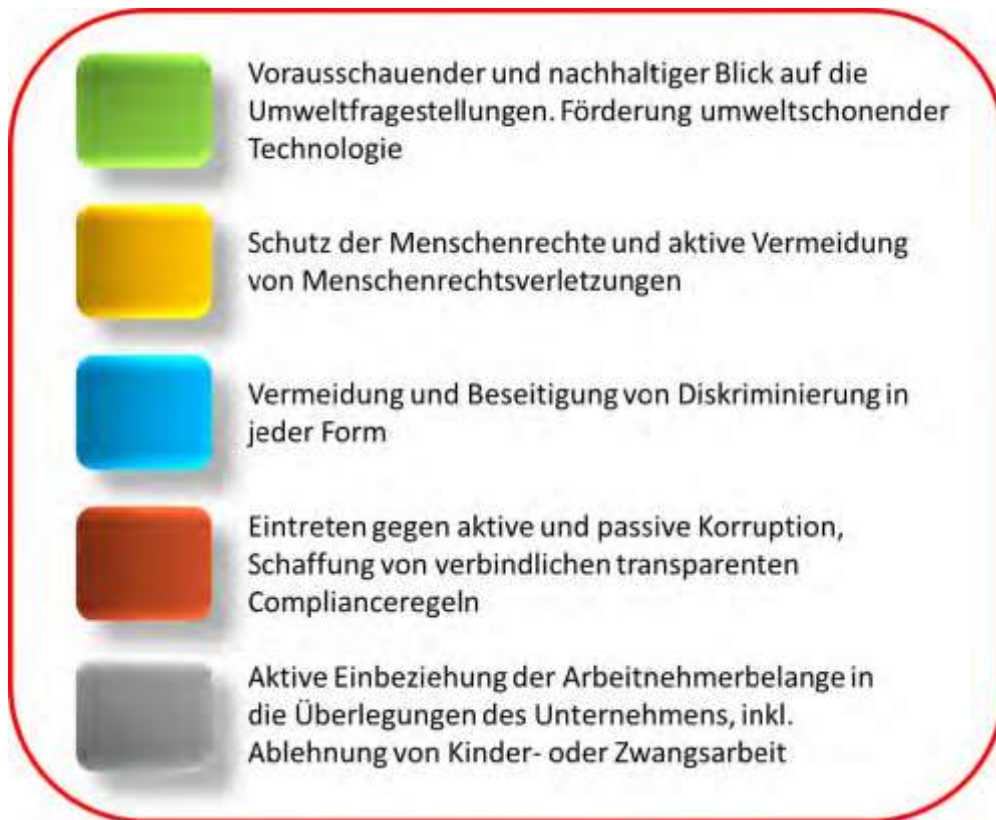 Vorausschauender und nachhaltiger Blick auf die
Umweltfragestellungen. Förderung umweltschonender
Technologie
Schutz der Menschenrechte und aktive Vermeidung
von Menschenrechtsverletzungen
Vermeidung und Beseitigung von Diskriminierung in
jeder Form
Eintreten gegen aktive und passive Korruption,
Schaffung von verbindlichen transparenten
Complianceregeln
Aktive Einbeziehung der Arbeitnehmerbelange in
die Überlegungen des Unternehmens, inkl.
Ablehnung von Kinder- oder Zwangsarbeit